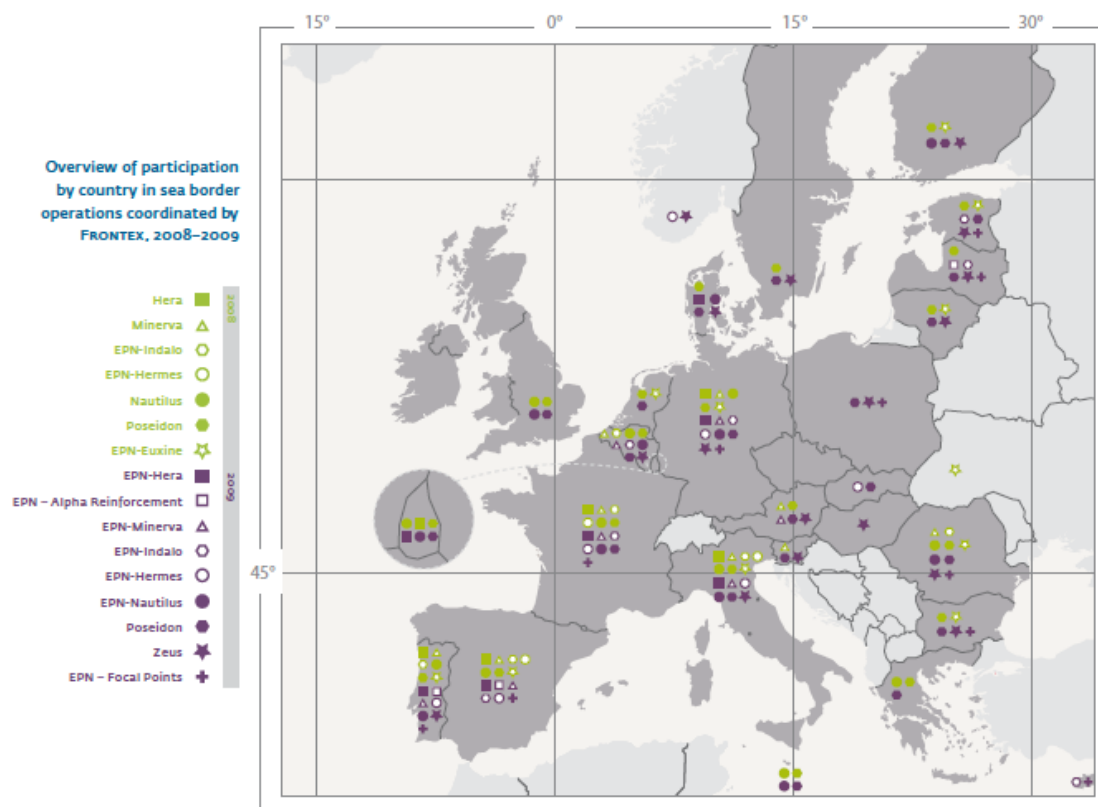 15° 0° 15° 30°
Overview of participation
by country in sea border
operations coordinated by
FRONTEX, 2008–2009
2008
Hera
Minerva
EPN-Indalo
EPN-Hermes
Nautilus
Poseidon
EPN-Euxine
2009
EPN-Hera
EPN – Alpha Reinforcement
EPN-Minerva
EPN-Indalo
EPN-Hermes
EPN-Nautilus
Poseidon
Zeus
EPN – Focal Points
45°